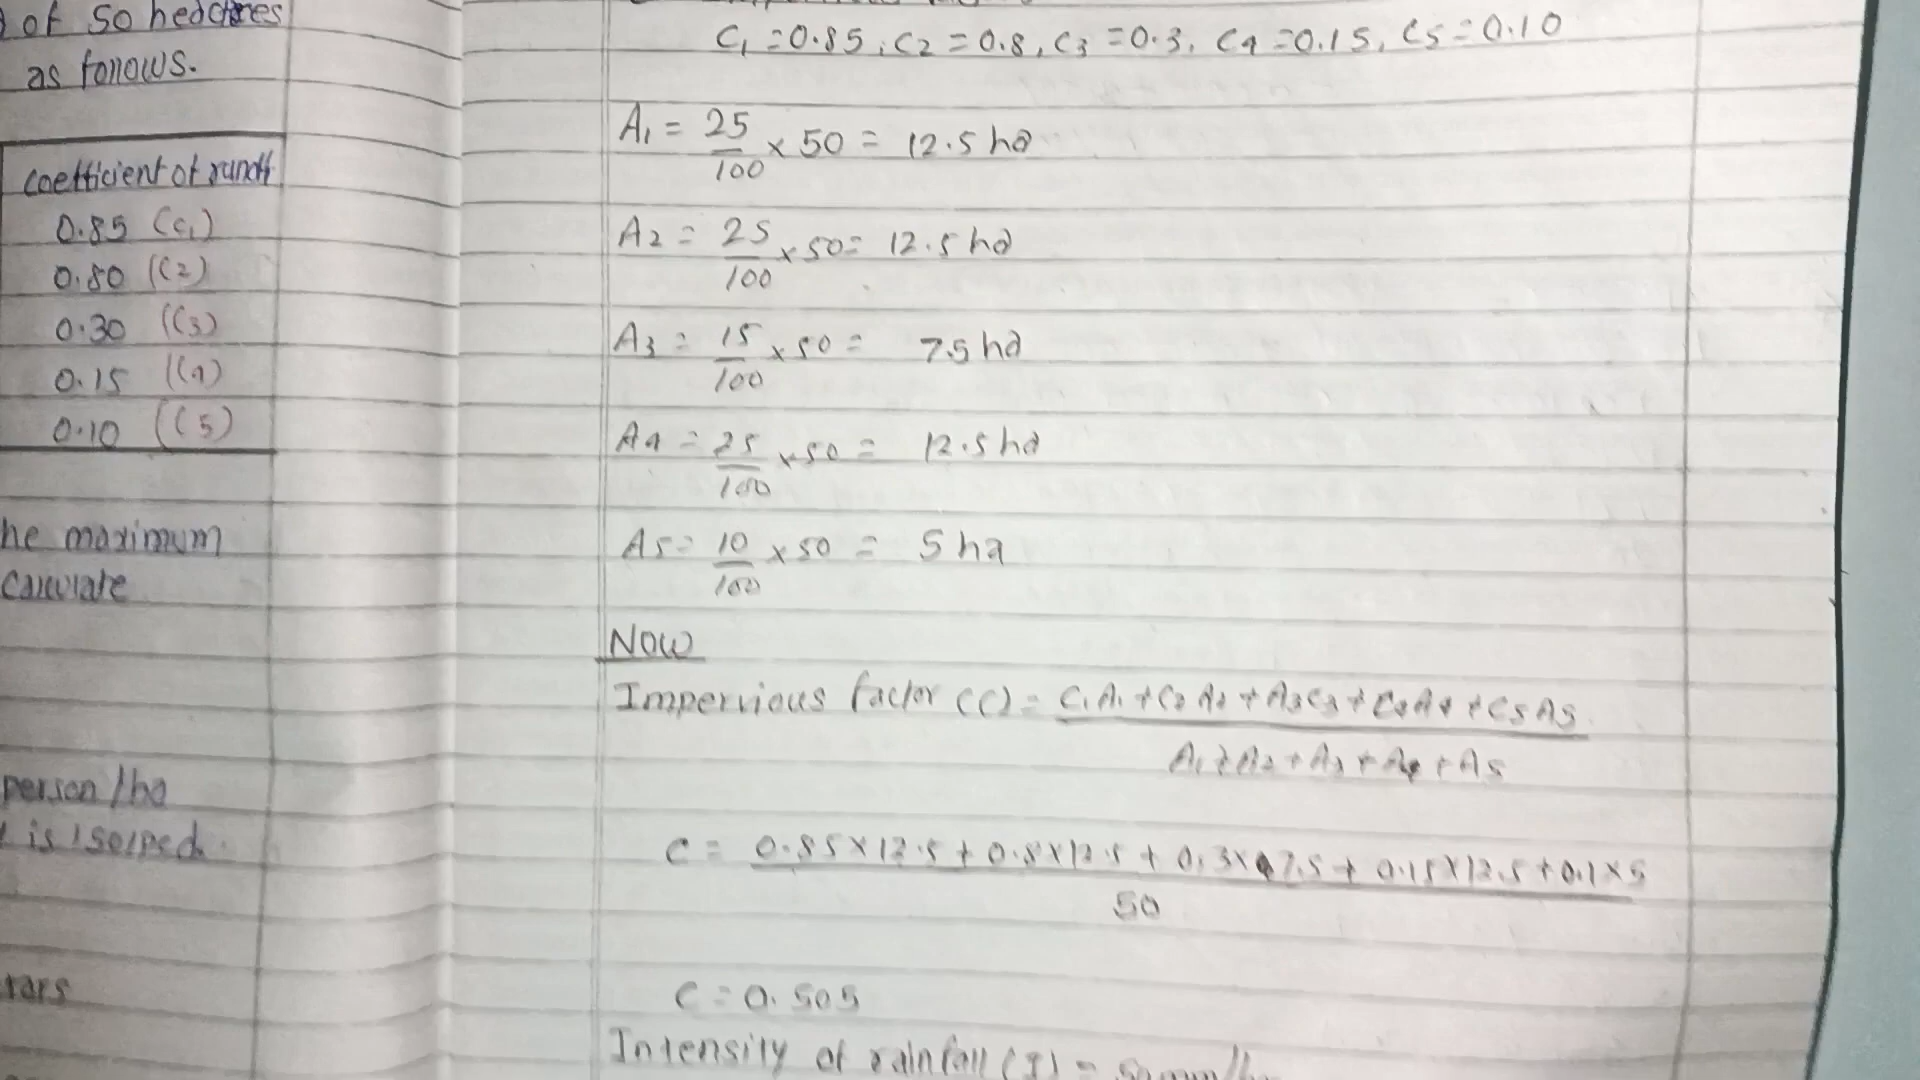 of 50 hectares
as follows.
coefficient of runoff
0.85 (C1)
0.80 (C2)
0.30 (C3)
0.15 (C4)
0.10 (C5)
he maximum
calculate
person/ha
is 150lpcd.
C1 = 0.85, C2 = 0.8, C3 = 0.3, C4 = 0.15, C5 = 0.10
A1 = 25/100 x 50 = 12.5 ha
A2 = 25/100 x 50 = 12.5 ha
A3 = 15/100 x 50 = 7.5 ha
A4 = 25/100 x 50 = 12.5 ha
A5 = 10/100 x 50 = 5 ha
Now
Impervious factor (C) = C1A1 + C2A2 + A3C3 + C4A4 + C5A5
A1 + A2 + A3 + A4 + A5
C = 0.85 x 12.5 + 0.8 x 12.5 + 0.3 x 7.5 + 0.15 x 12.5 + 0.1 x 5
50
C = 0.505
Intensity of rainfall (I) =